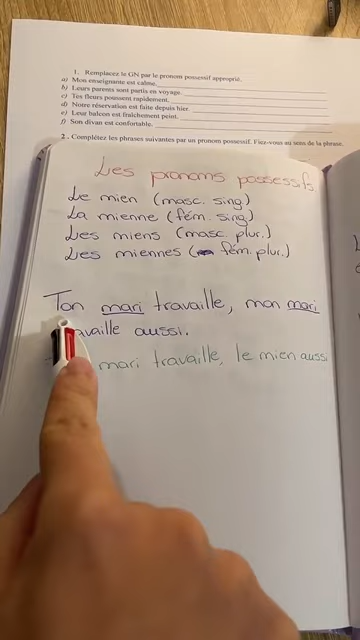 1. Remplacez le GN par le pronom possessif approprié.
a) Mon enseignante est calme.
b) Leurs parents sont partis en voyage.
c) Tes fleurs poussent rapidement.
d) Notre réservation est faite depuis hier.
e) Leur balcon est fraîchement peint.
f) Son divan est confortable.
2. Complétez les phrases suivantes par un pronom possessif. Fiez-vous au sens de la phrase.
Les pronoms possessifs
Le mien (masc. sing)
La mienne (fém. sing)
Les miens (masc. plur.)
Les miennes (fém. plur.)
Ton mari travaille, mon mari
availle aussi.
mari travaille, le mien aussi